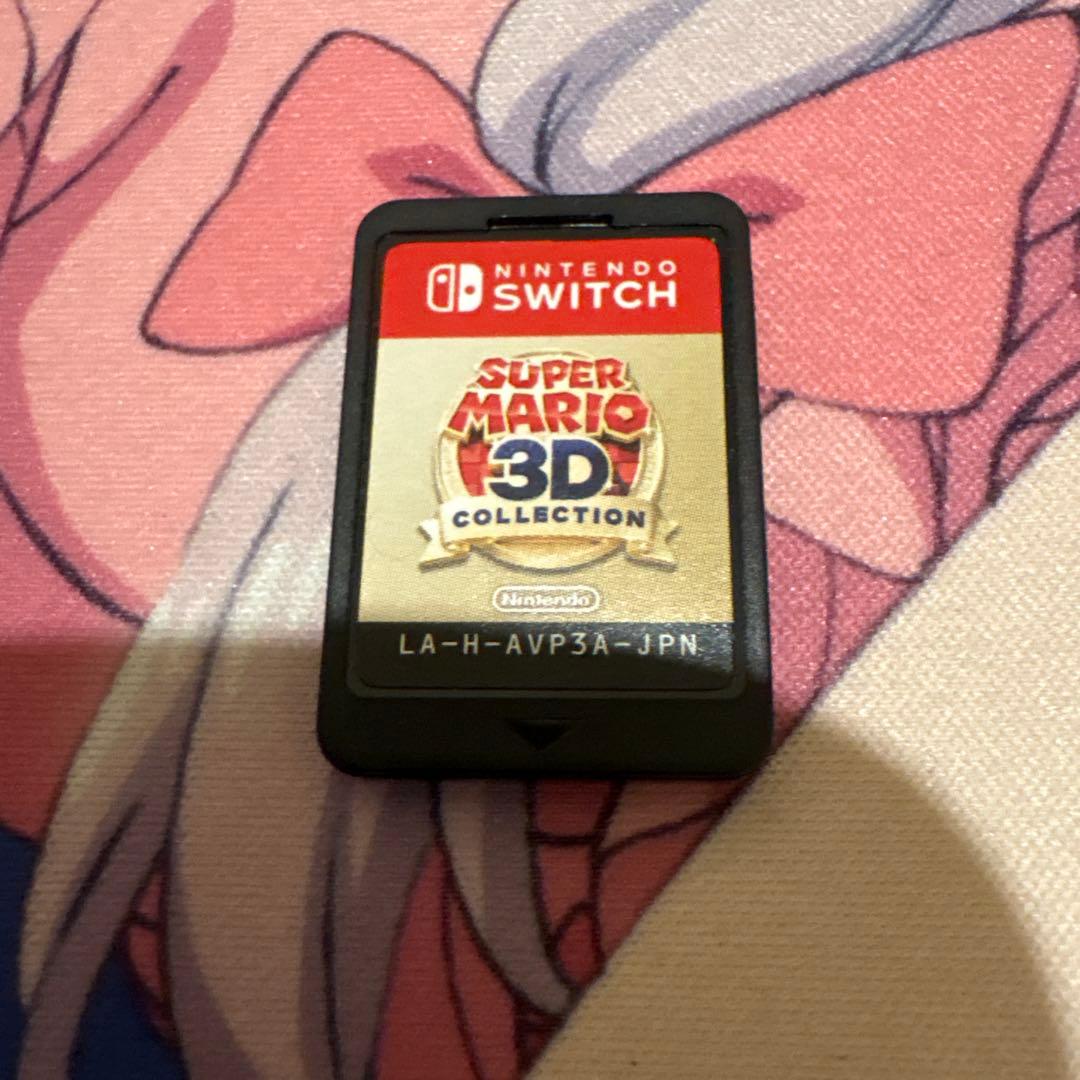 NINTENDO
SWITCH
SUPER
MARIO
3D
COLLECTION
Nintendo
LA-H-AVP3A-JPN